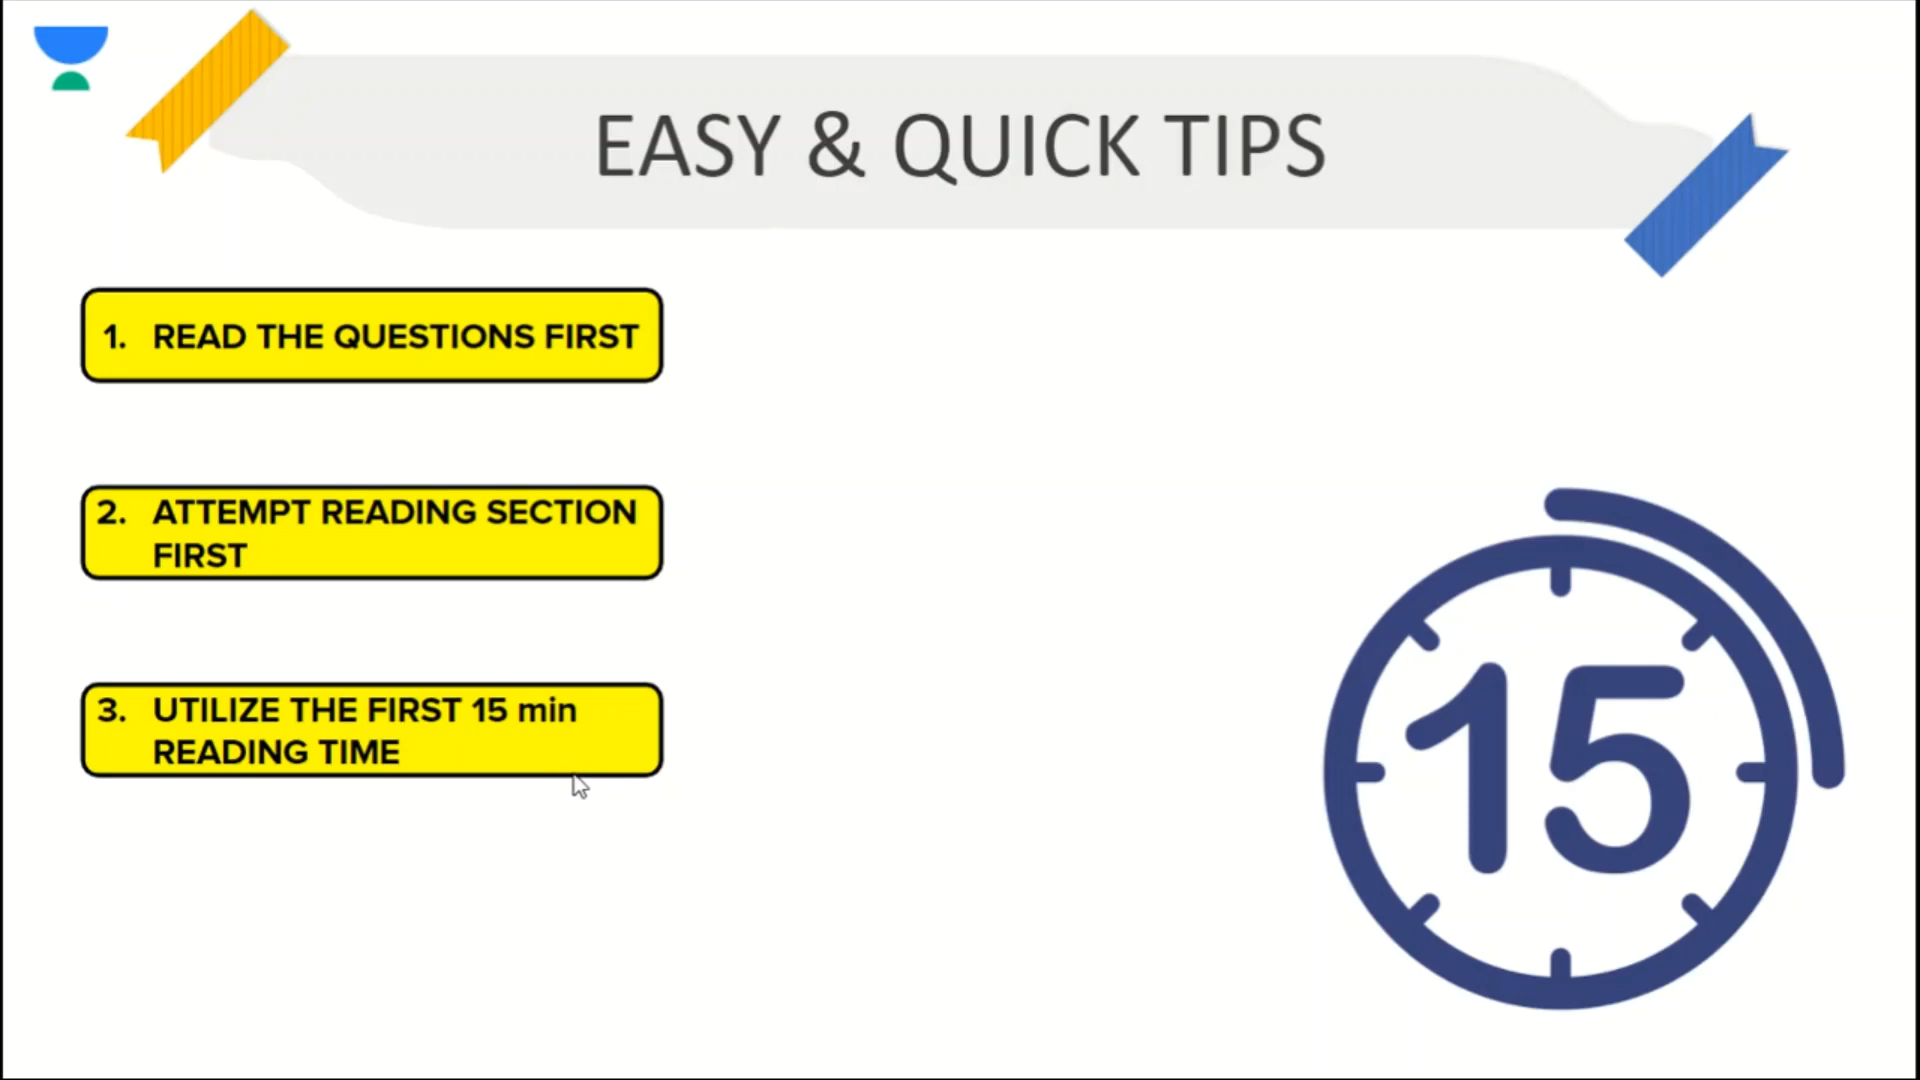 EASY & QUICK TIPS
1. READ THE QUESTIONS FIRST
2. ATTEMPT READING SECTION
FIRST
3. UTILIZE THE FIRST 15 min
READING TIME
15